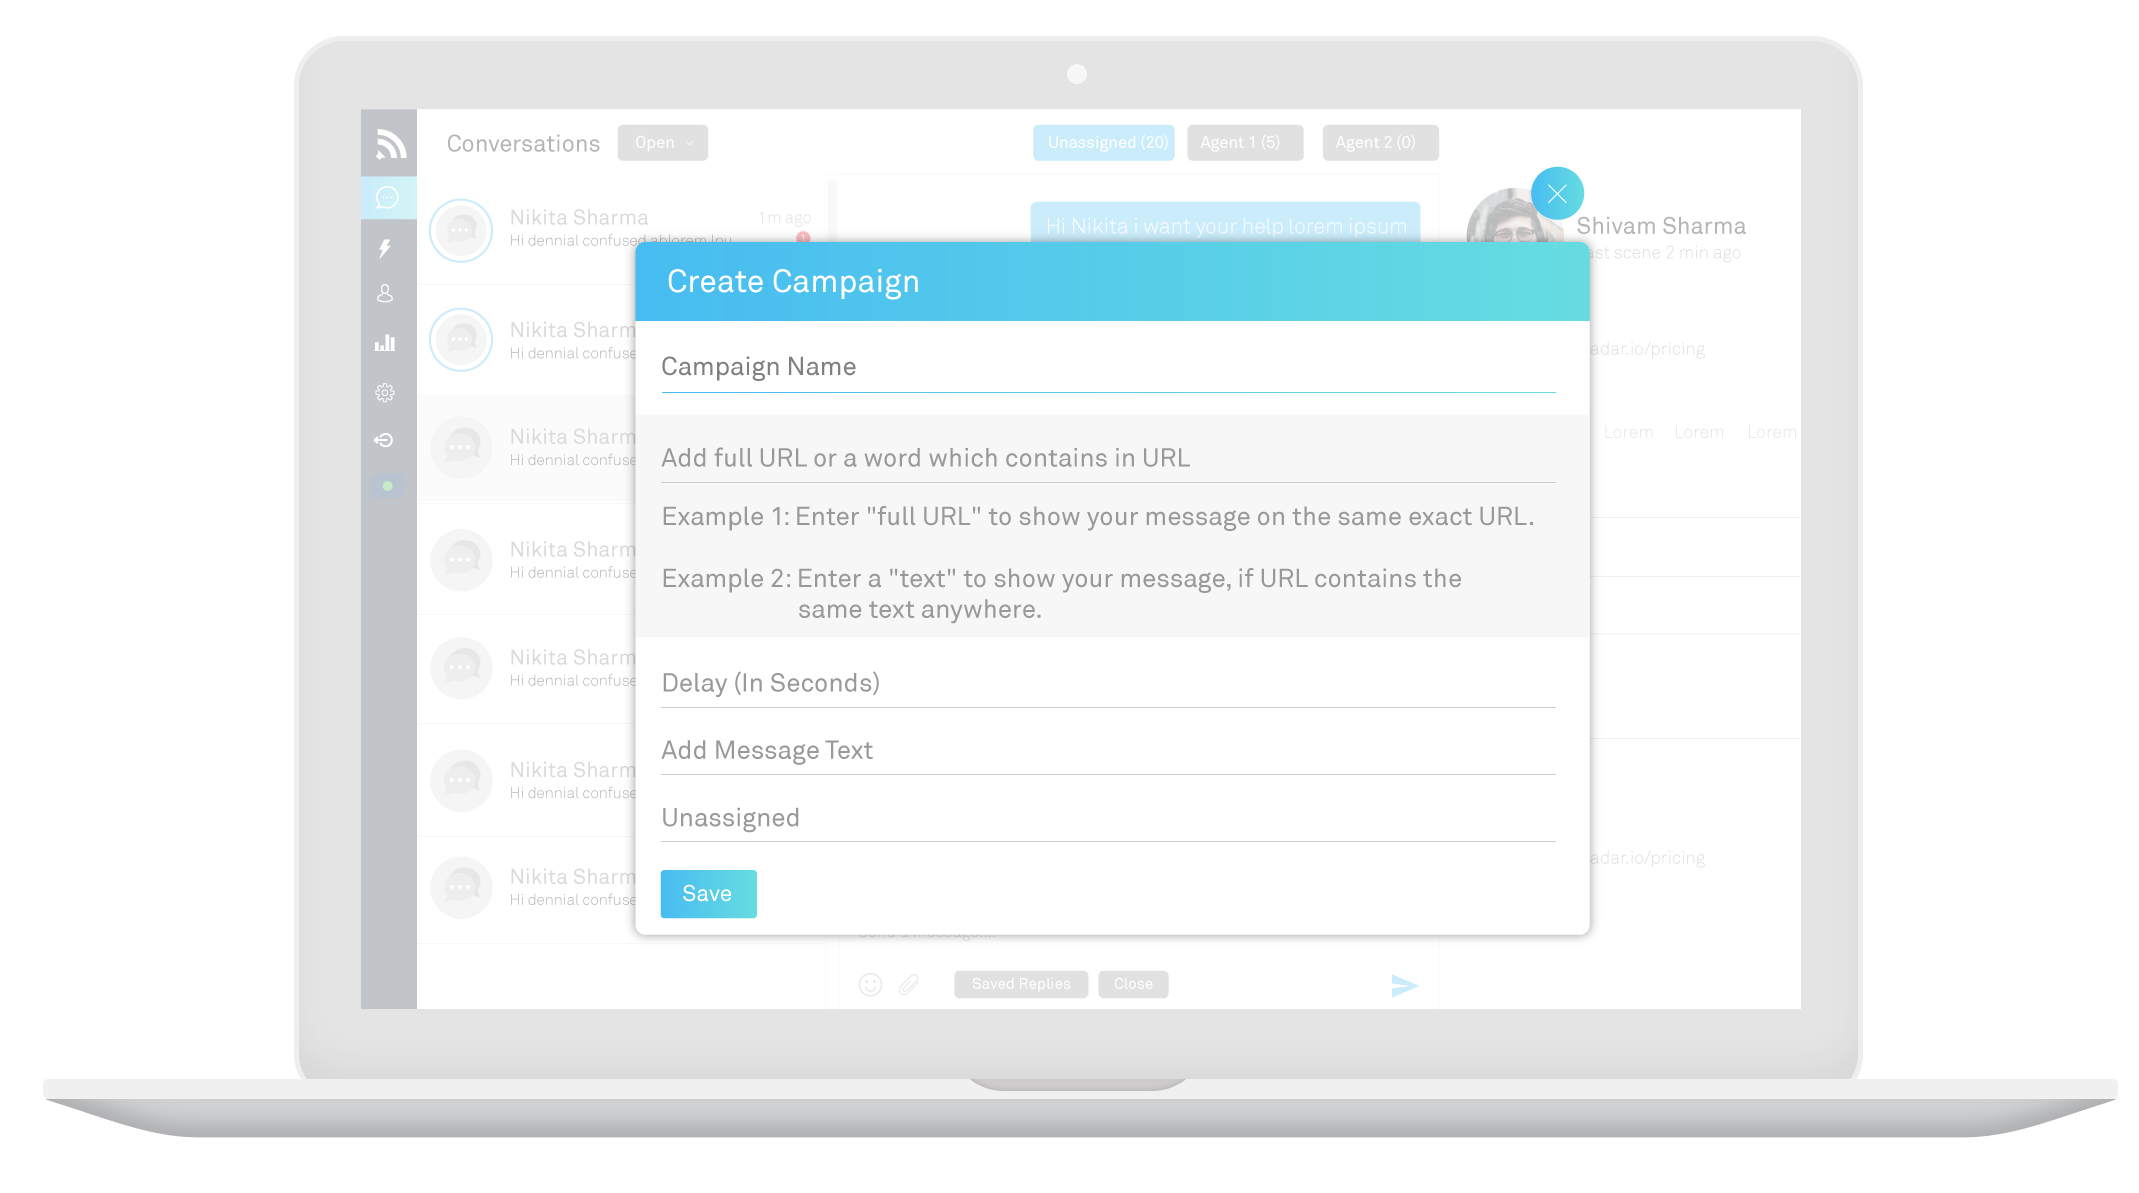 Conversations
Open
Unassigned (20)
Agent 1 (5)
Agent 2 (0)
Nikita Sharma
1m ago
Hi dennial confused ablorem Ipu
Hi Nikita i want your help lorem ipsum
Shivam Sharma
ast scene 2 min ago
Create Campaign
Campaign Name
Add full URL or a word which contains in URL
Example 1: Enter "full URL" to show your message on the same exact URL.
Example 2: Enter a "text" to show your message, if URL contains the
same text anywhere.
Delay (In Seconds)
Add Message Text
Unassigned
Save
Nikita Sharm
Hi dennial confuse
Nikita Sharm
Hi dennial confuse
Nikita Sharm
Hi dennial confuse
Nikita Sharm
Hi dennial confuse
Nikita Sharm
Hi dennial confuse
Nikita Sharm
Hi dennial confuse
adar.io/pricing
Lorem Lorem Lorem
adar.io/pricing
Saved Replies
Close